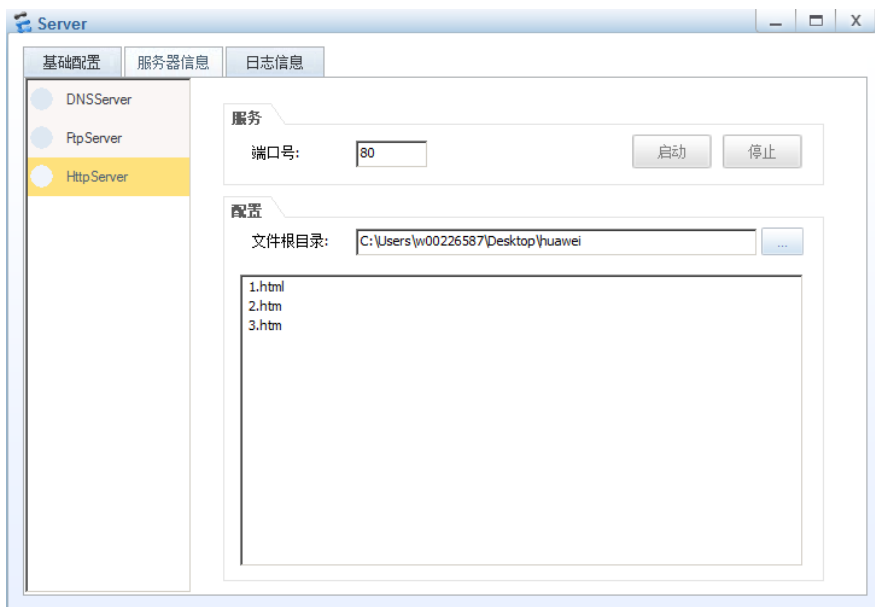 Server
基础配置 服务器信息 日志信息
DNSServer
FtpServer
HttpServer
服务
端口号: 80 启动 停止
配置
文件根目录: C:\Users\w00226587\Desktop\huawei ...
1.html
2.htm
3.htm